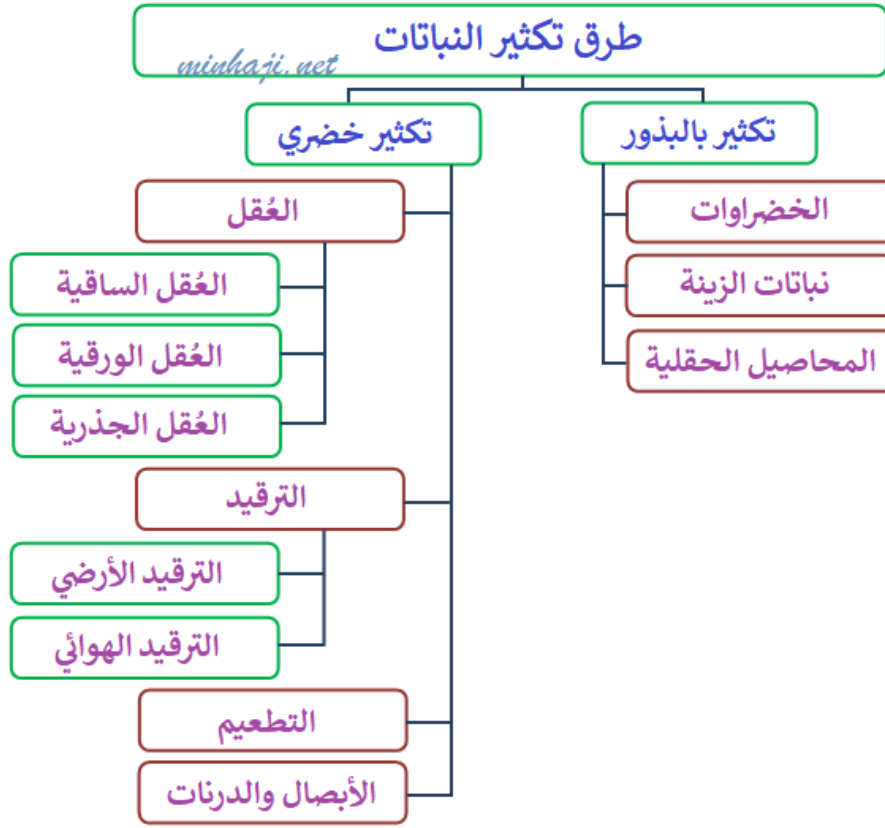 طرق تكثير النباتات
minhaji.net
تكثير بالبذور
الخضراوات
نباتات الزينة
المحاصيل الحقلية
تكثير خضري
العُقل
العُقل الساقية
العُقل الورقية
العُقل الجذرية
الترقيد
الترقيد الأرضي
الترقيد الهوائي
التطعيم
الأبصال والدرنات